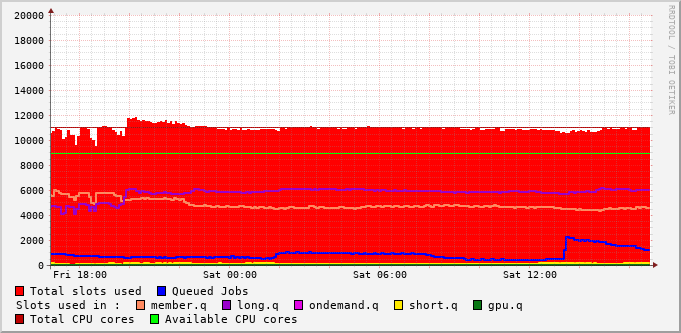 20000
18000
16000
14000
12000
10000
8000
6000
4000
2000
0
Fri 18:00 Sat 00:00 Sat 06:00 Sat 12:00
RRDTOOL / TOBI OETIKER
Total slots used Queued Jobs
Slots used in : member.q long.q ondemand.q short.q gpu.q
Total CPU cores Available CPU cores